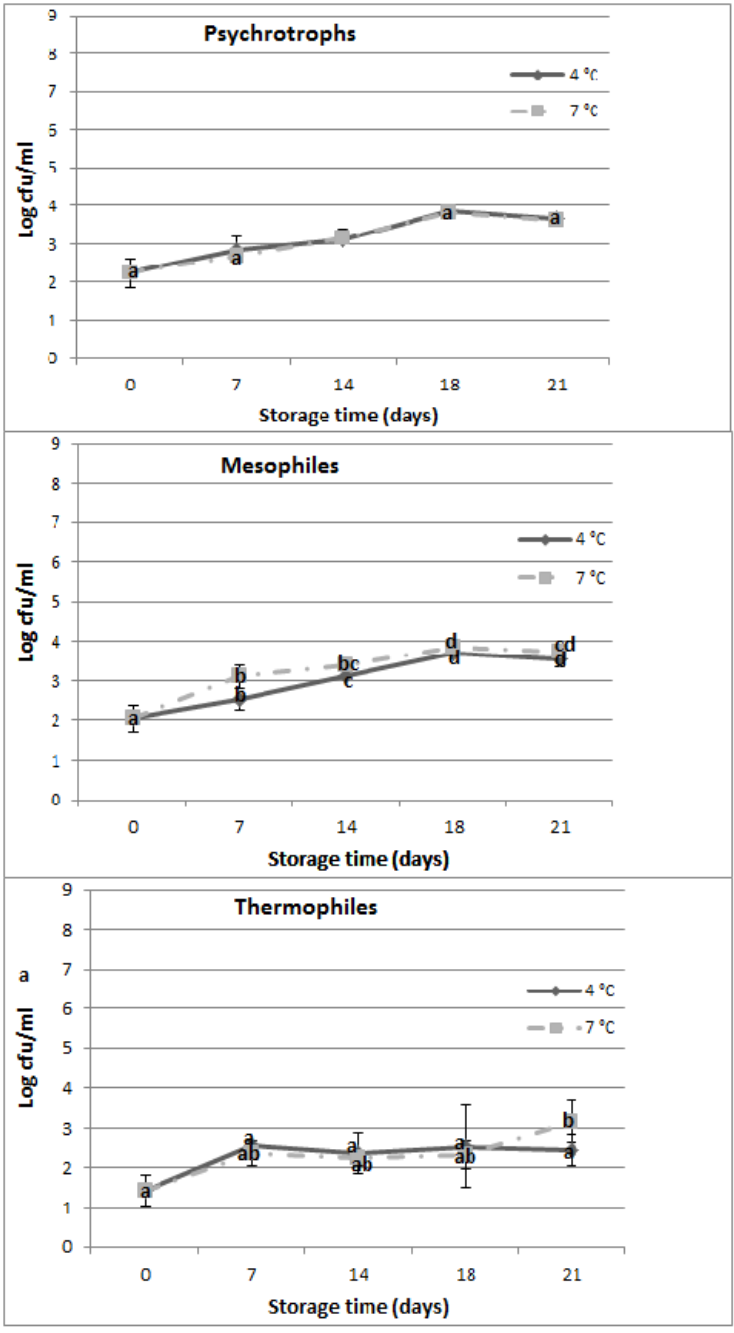 9
Psychrotrophs
8
7
6
5
4
3
2
1
0
Log cfu/ml
4 °C
7 °C
a
a
a
a
0 7 14 18 21
Storage time (days)
9
Mesophiles
8
7
6
5
4
3
2
1
0
Log cfu/ml
4 °C
7 °C
a
b
b
bc
c
d
d
cd
d
0 7 14 18 21
Storage time (days)
9
Thermophiles
8
7
6
5
4
3
2
1
0
a
Log cfu/ml
4 °C
7 °C
a
a
ab
a
ab
a
ab
b
a
0 7 14 18 21
Storage time (days)